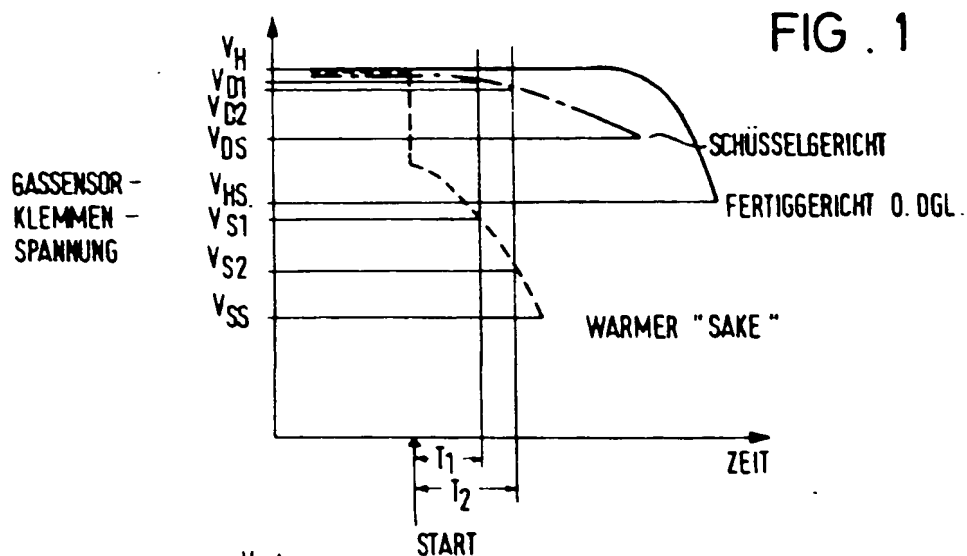 FIG . 1
V_H
V_D1
V_D2
V_DS
V_HS.
V_S1
V_S2
V_SS
GASSENSOR -
KLEMMEN -
SPANNUNG
SCHÜSSELGERICHT
FERTIGGERICHT O. DGL.
WARMER "SAKE"
ZEIT
T_1
T_2
START